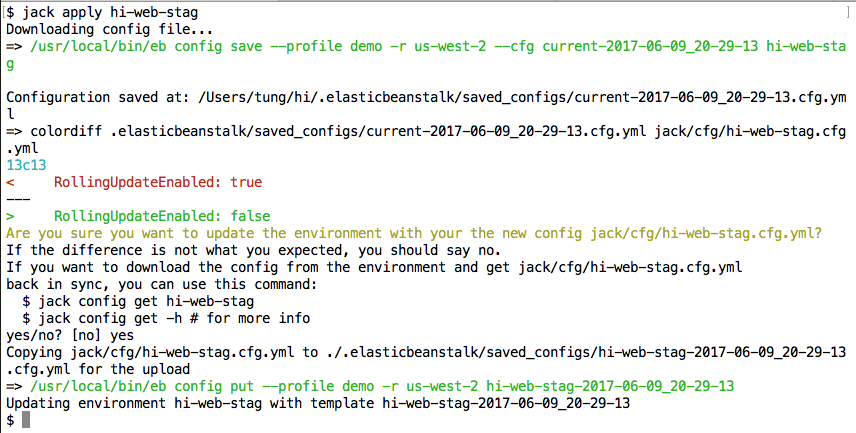 $ jack apply hi-web-stag
Downloading config file...
=> /usr/local/bin/eb config save --profile demo -r us-west-2 --cfg current-2017-06-09_20-29-13 hi-web-sta
g
Configuration saved at: /Users/tung/hi/.elasticbeanstalk/saved_configs/current-2017-06-09_20-29-13.cfg.ym
l
=> colordiff .elasticbeanstalk/saved_configs/current-2017-06-09_20-29-13.cfg.yml jack/cfg/hi-web-stag.cfg
.yml
13c13
<     RollingUpdateEnabled: true
---
>     RollingUpdateEnabled: false
Are you sure you want to update the environment with your the new config jack/cfg/hi-web-stag.cfg.yml?
If the difference is not what you expected, you should say no.
If you want to download the config from the environment and get jack/cfg/hi-web-stag.cfg.yml
back in sync, you can use this command:
  $ jack config get hi-web-stag
  $ jack config get -h # for more info
yes/no? [no] yes
Copying jack/cfg/hi-web-stag.cfg.yml to ./.elasticbeanstalk/saved_configs/hi-web-stag-2017-06-09_20-29-13
.cfg.yml for the upload
=> /usr/local/bin/eb config put --profile demo -r us-west-2 hi-web-stag-2017-06-09_20-29-13
Updating environment hi-web-stag with template hi-web-stag-2017-06-09_20-29-13
$